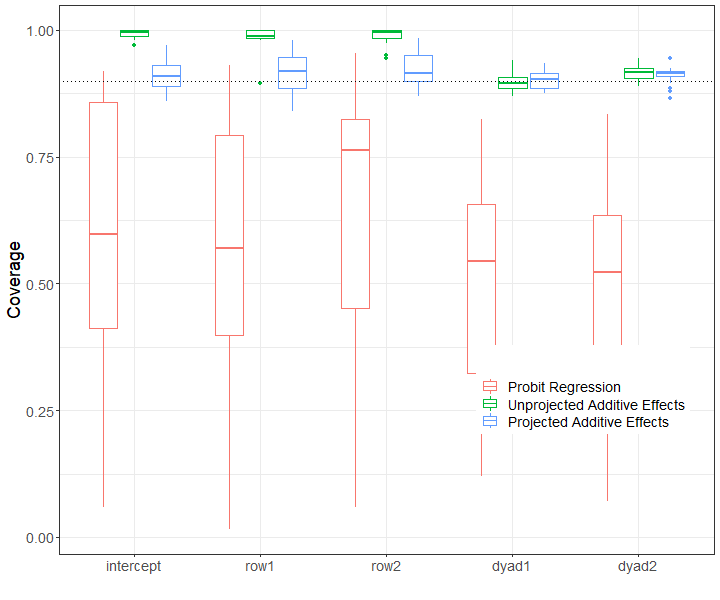 1.00
0.75
0.50
0.25
0.00
Coverage
Probit Regression
Unprojected Additive Effects
Projected Additive Effects
intercept row1 row2 dyad1 dyad2